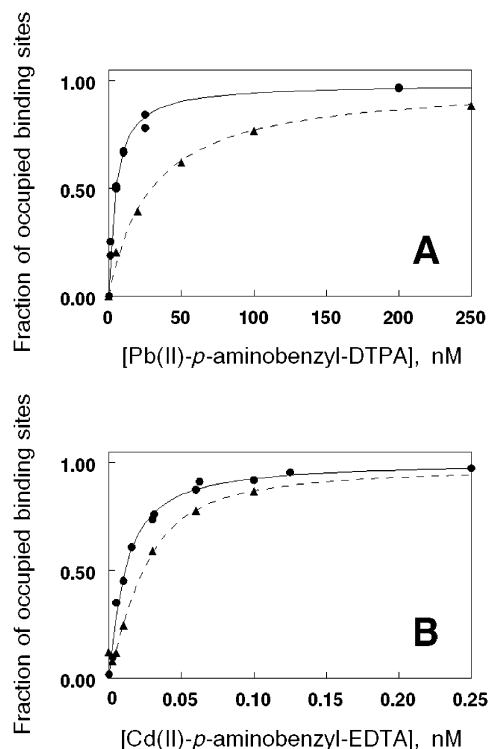 Fraction of occupied binding sites
1.00
0.50
0.00
A
0 50 100 150 200 250
[Pb(II)-p-aminobenzyl-DTPA], nM
Fraction of occupied binding sites
1.00
0.50
0.00
B
0 0.05 0.10 0.15 0.20 0.25
[Cd(II)-p-aminobenzyl-EDTA], nM